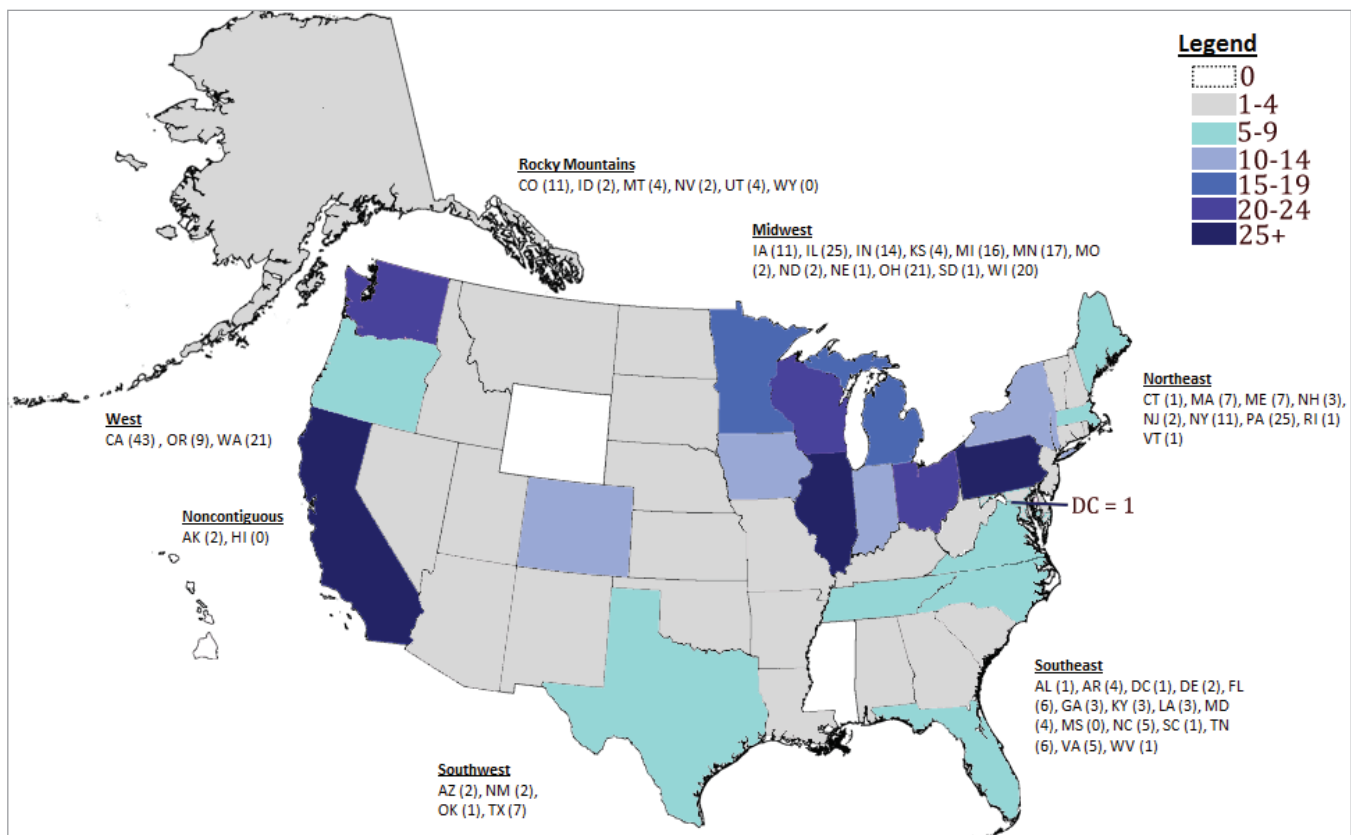 Legend
0
1-4
5-9
10-14
15-19
20-24
25+
Rocky Mountains
CO (11), ID (2), MT (4), NV (2), UT (4), WY (0)
Midwest
IA (11), IL (25), IN (14), KS (4), MI (16), MN (17), MO
(2), ND (2), NE (1), OH (21), SD (1), WI (20)
Northeast
CT (1), MA (7), ME (7), NH (3),
NJ (2), NY (11), PA (25), RI (1)
VT (1)
West
CA (43) , OR (9), WA (21)
DC = 1
Noncontiguous
AK (2), HI (0)
Southeast
AL (1), AR (4), DC (1), DE (2), FL
(6), GA (3), KY (3), LA (3), MD
(4), MS (0), NC (5), SC (1), TN
(6), VA (5), WV (1)
Southwest
AZ (2), NM (2),
OK (1), TX (7)